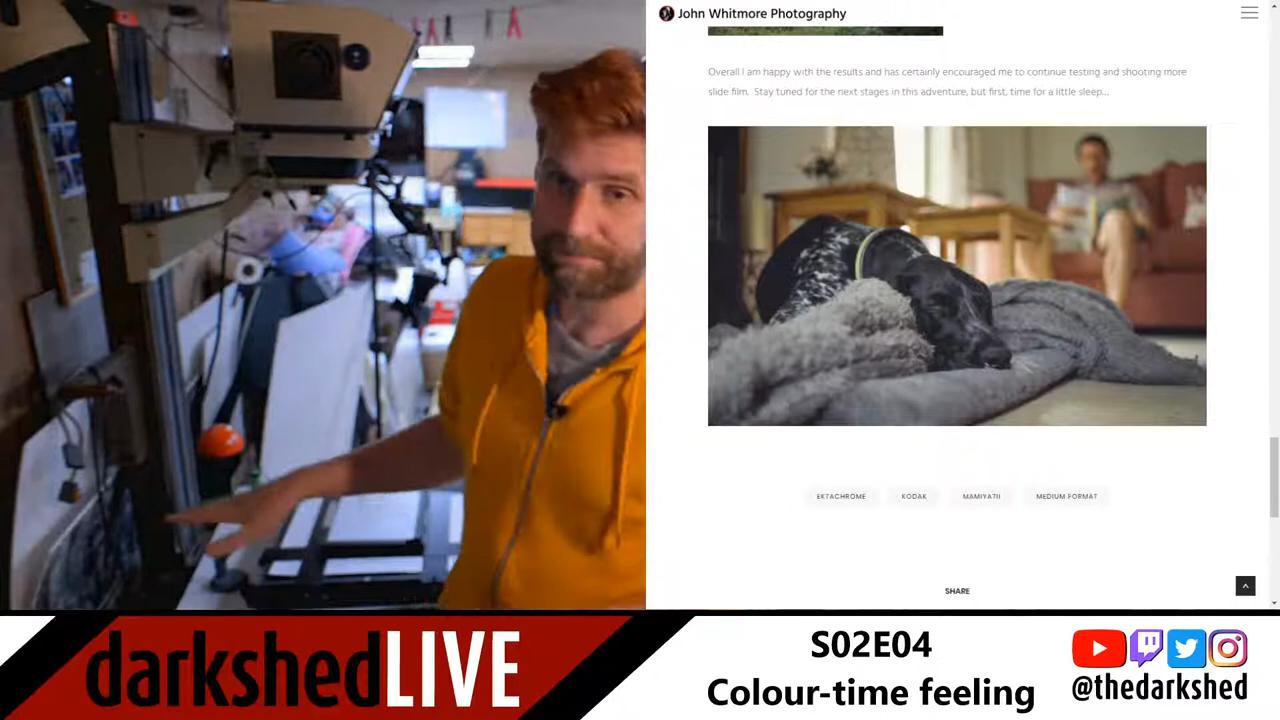 John Whitmore Photography
Overall I am happy with the results and has certainly encouraged me to continue testing and shooting more
slide film. Stay tuned for the next stages in this adventure, but first, time for a little sleep...
EKTACHROME KODAK MAMIYATII MEDIUM FORMAT
SHARE
darkshedLIVE
S02E04
Colour-time feeling
@thedarkshed